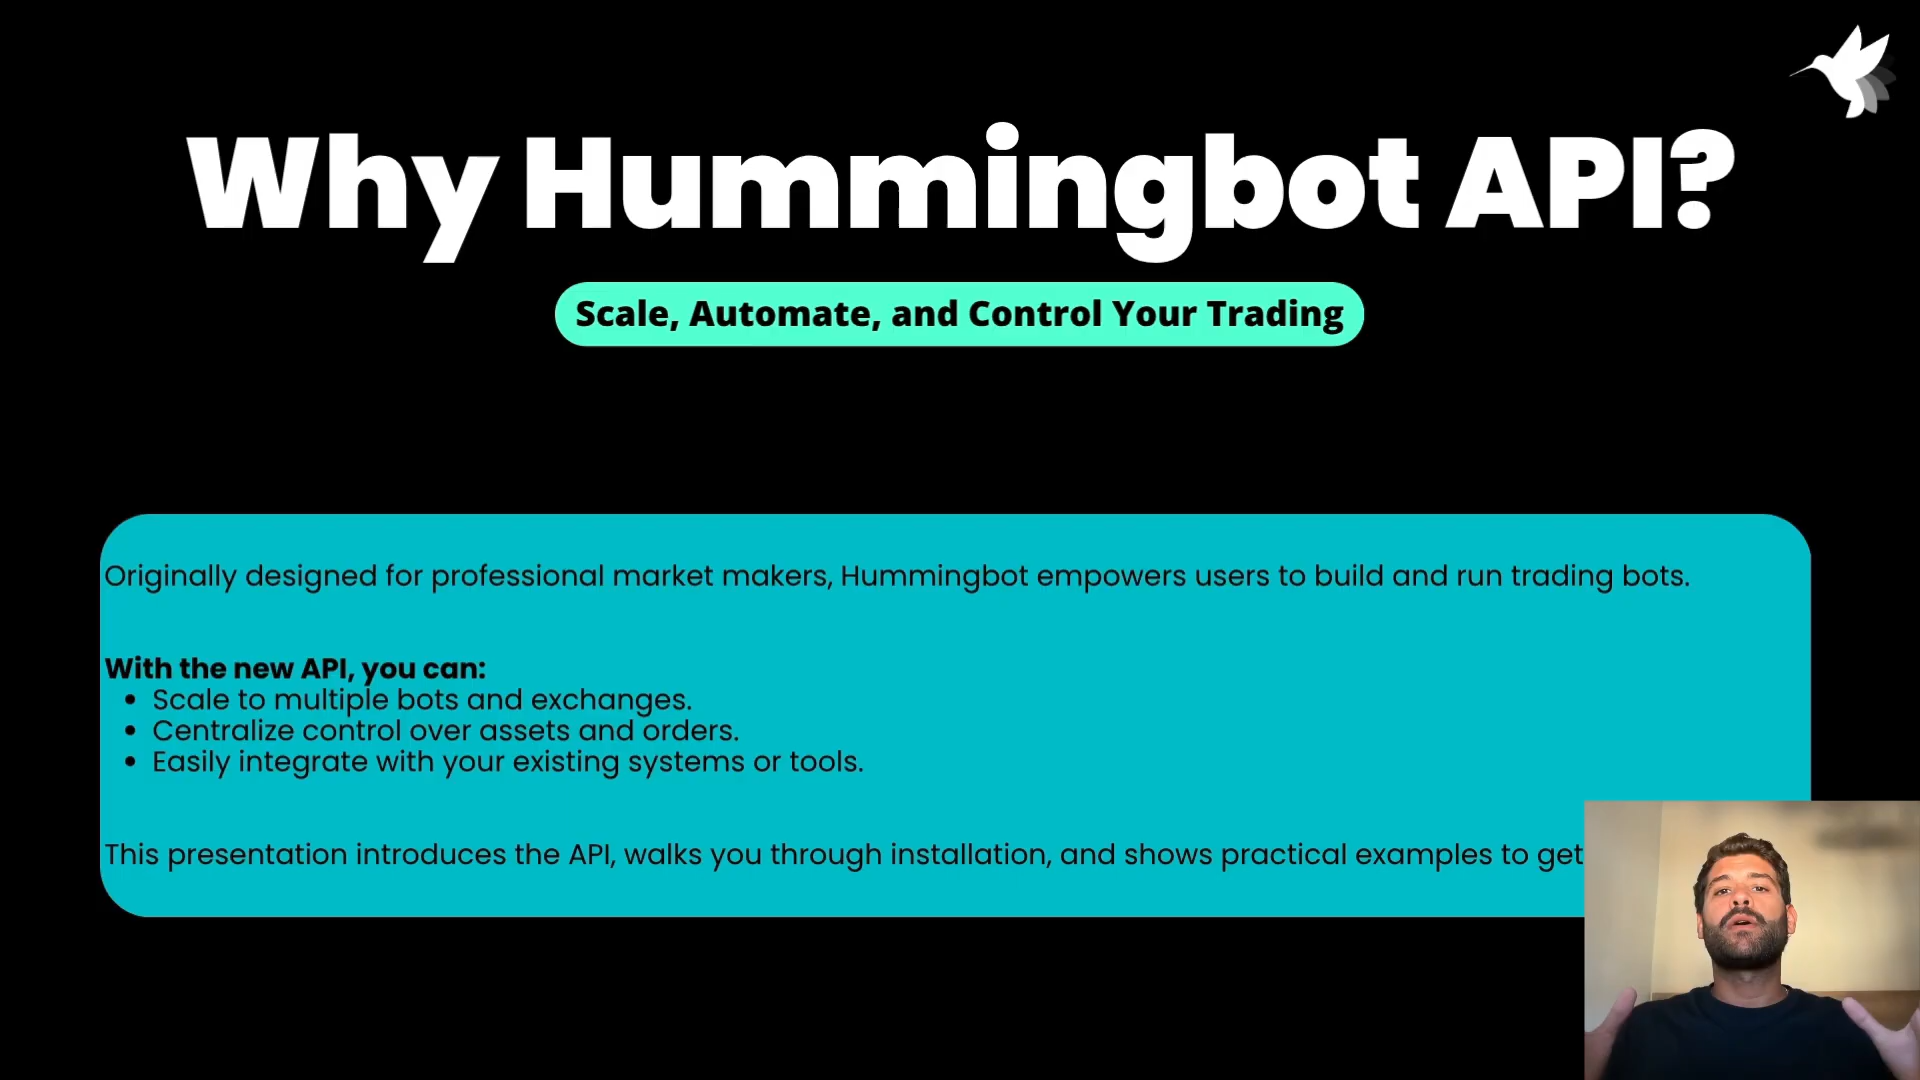 Why Hummingbot API?
Scale, Automate, and Control Your Trading
Originally designed for professional market makers, Hummingbot empowers users to build and run trading bots.
With the new API, you can:
• Scale to multiple bots and exchanges.
• Centralize control over assets and orders.
• Easily integrate with your existing systems or tools.
This presentation introduces the API, walks you through installation, and shows practical examples to get